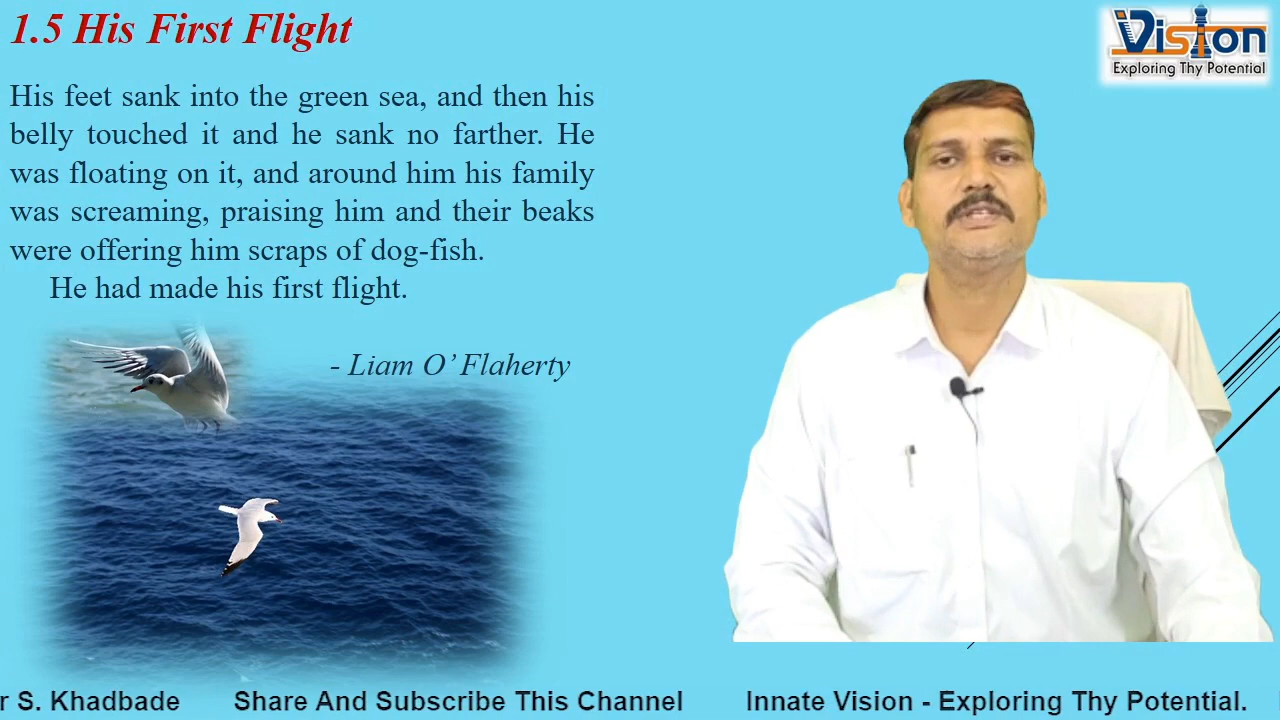 1.5 His First Flight
Vision
Exploring Thy Potential
His feet sank into the green sea, and then his
belly touched it and he sank no farther. He
was floating on it, and around him his family
was screaming, praising him and their beaks
were offering him scraps of dog-fish.
He had made his first flight.
- Liam O’ Flaherty
r S. Khadbade Share And Subscribe This Channel Innate Vision - Exploring Thy Potential.